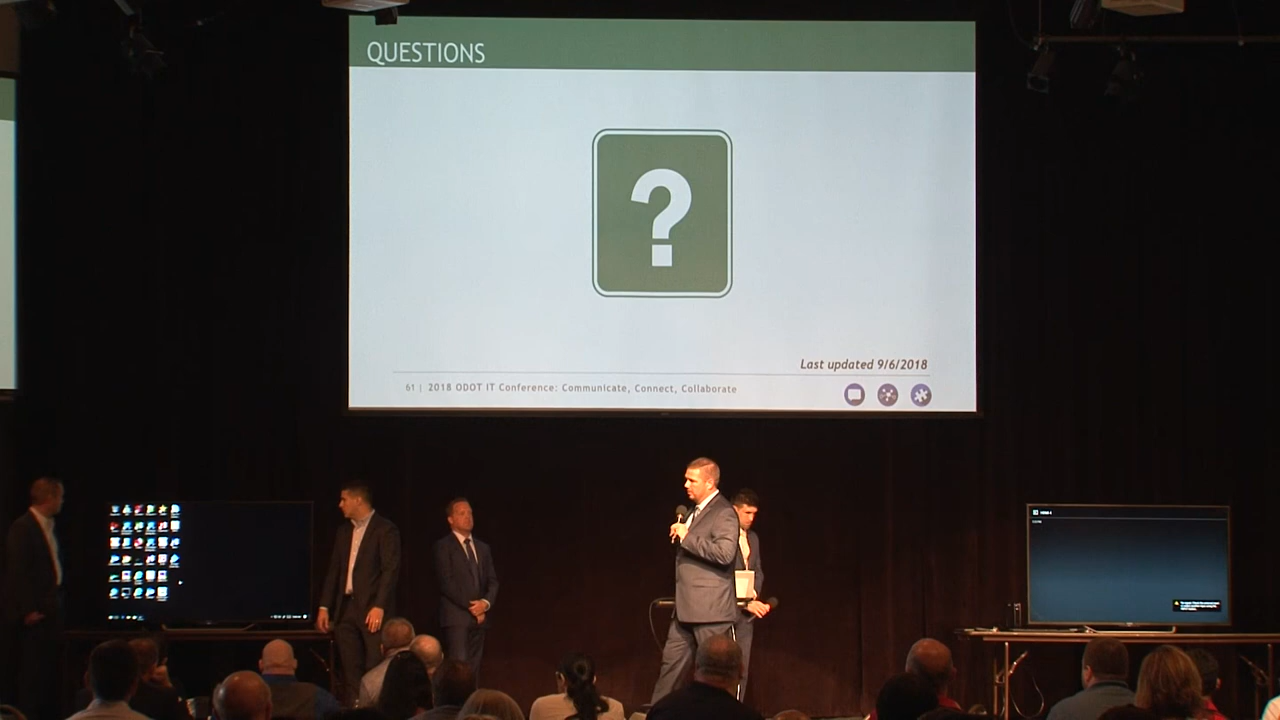 QUESTIONS
?
Last updated 9/6/2018
61 | 2018 ODOT IT Conference: Communicate, Connect, Collaborate